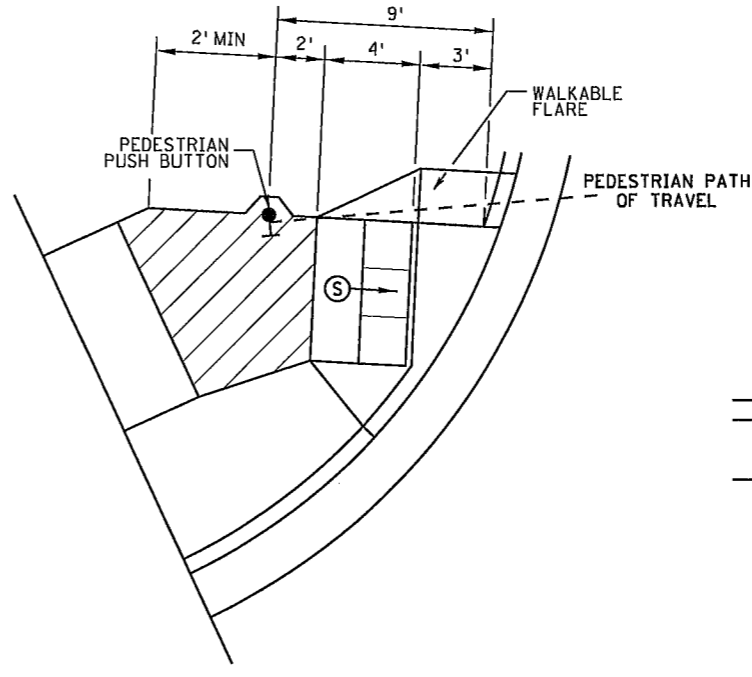 9'
2' MIN
2'
4'
3'
WALKABLE
FLARE
PEDESTRIAN
PUSH BUTTON
PEDESTRIAN PATH
OF TRAVEL
S